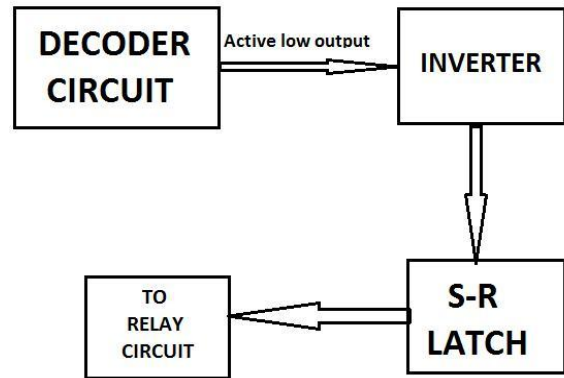 DECODER
CIRCUIT
Active low output
INVERTER
S-R
LATCH
TO
RELAY
CIRCUIT